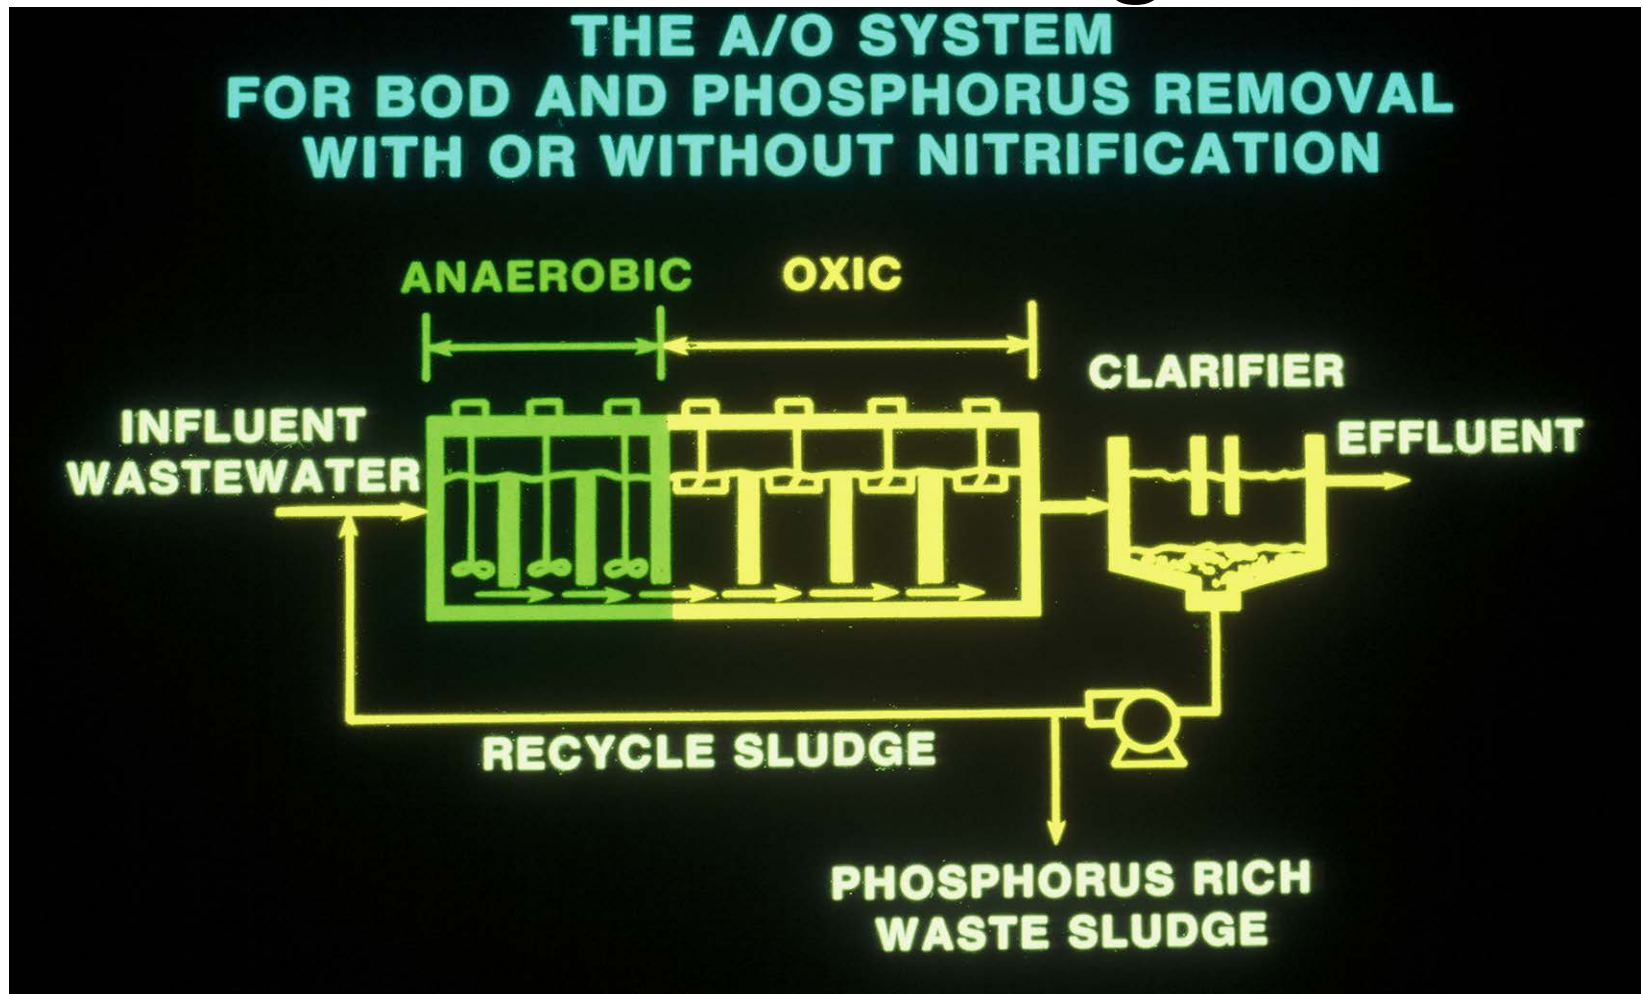 THE A/O SYSTEM
FOR BOD AND PHOSPHORUS REMOVAL
WITH OR WITHOUT NITRIFICATION
ANAEROBIC
OXIC
CLARIFIER
INFLUENT
WASTEWATER
EFFLUENT
RECYCLE SLUDGE
PHOSPHORUS RICH
WASTE SLUDGE